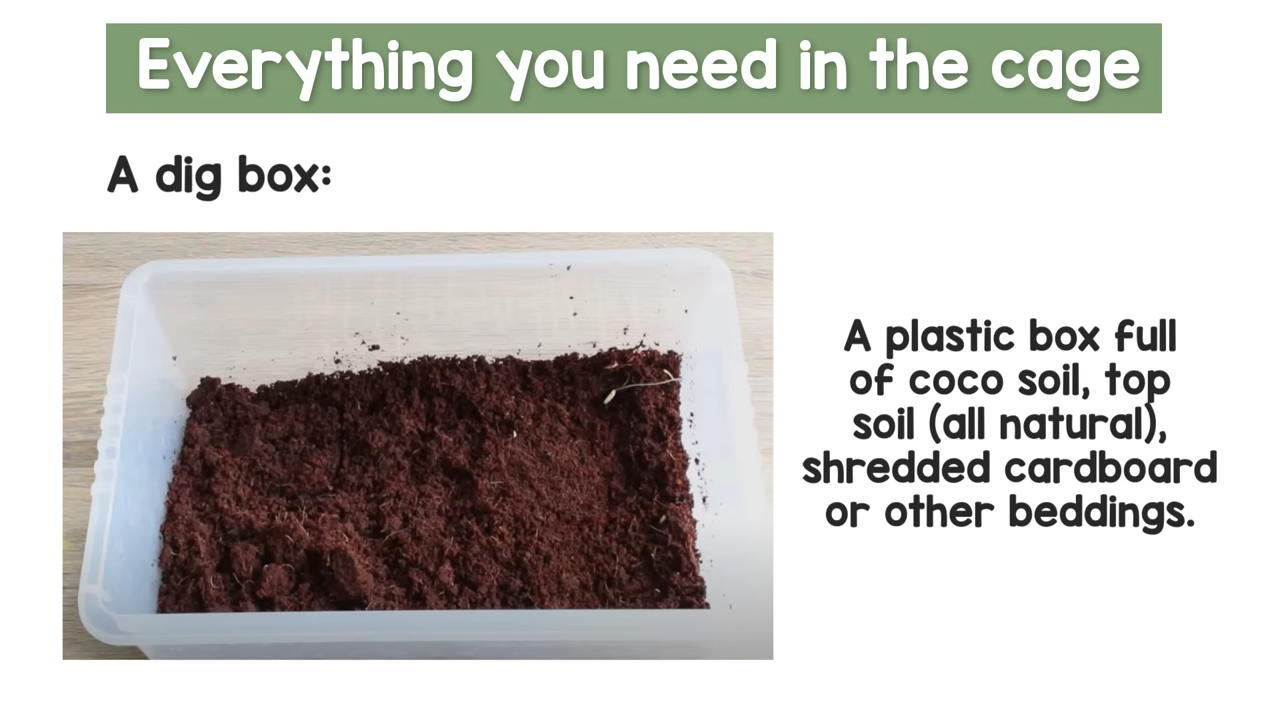 Everything you need in the cage
A dig box:
A plastic box full
of coco soil, top
soil (all natural),
shredded cardboard
or other beddings.